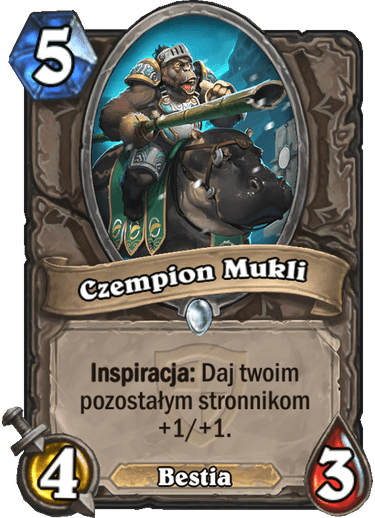 5
Czempion Mukli
Inspiracja: Daj twoim
pozostałym stronnikom
+1/+1.
4
Bestia
3